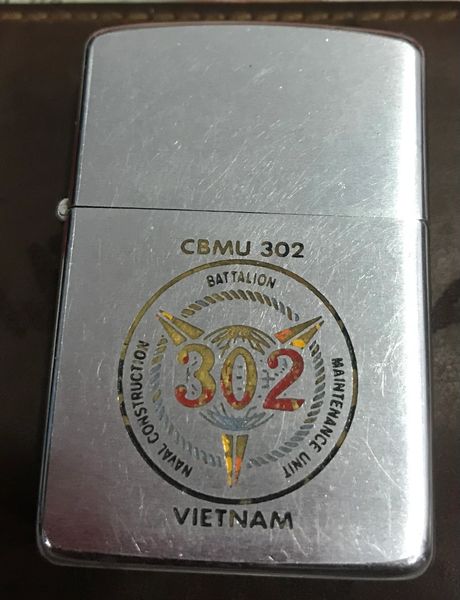 CBMU 302
NAVAL CONSTRUCTION
BATTALION
MAINTENANCE UNIT
302
VIETNAM